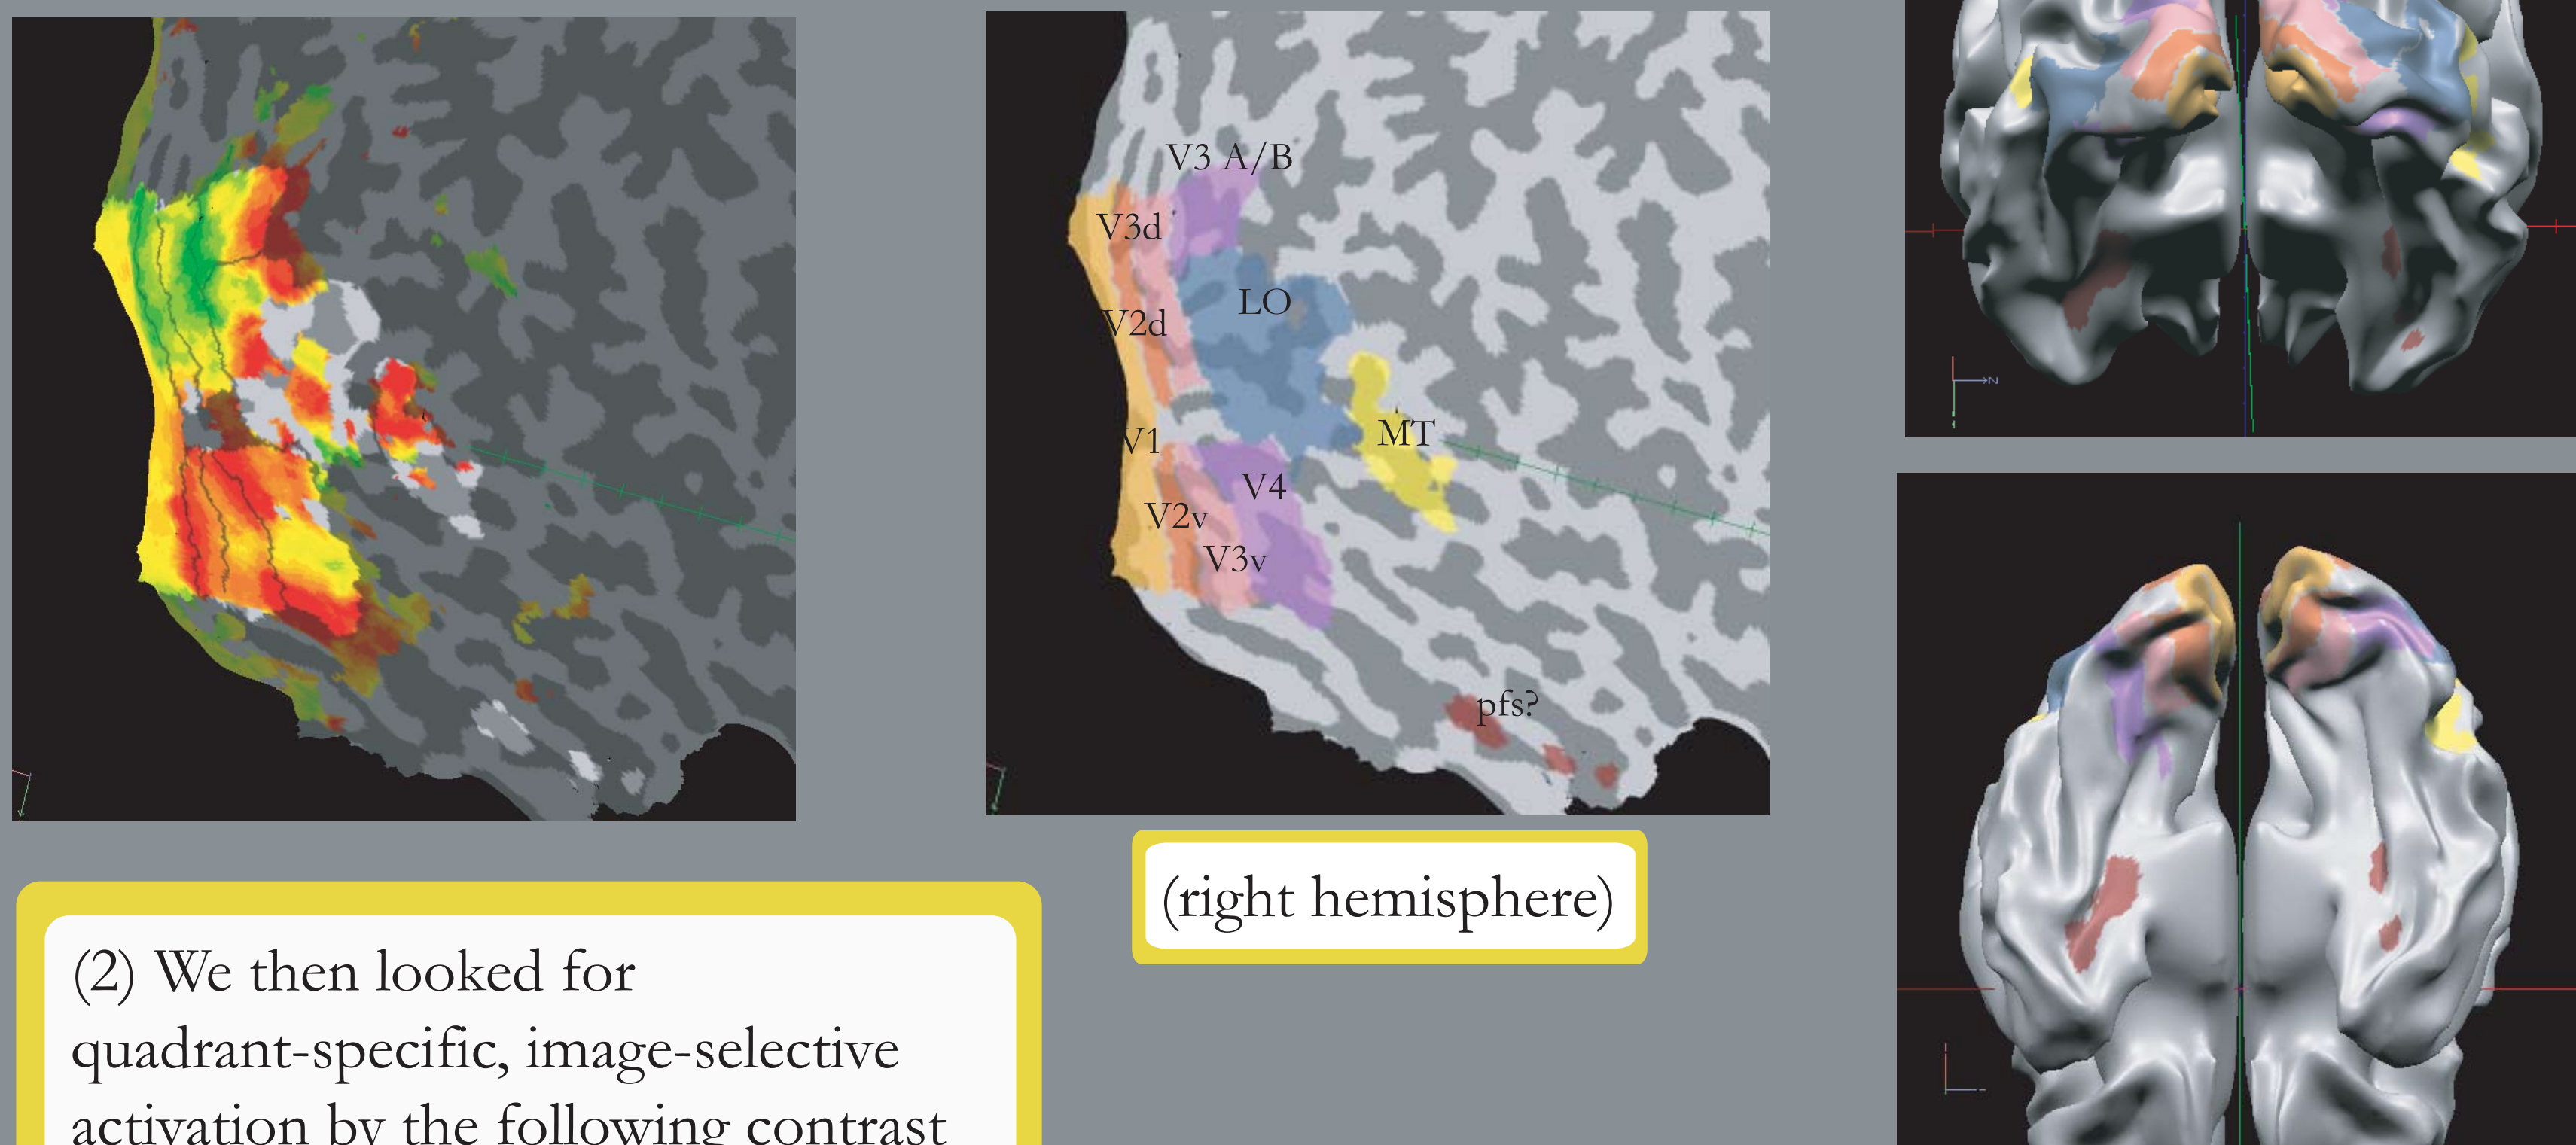 V3 A/B
V3d
LO
V2d
MT
V1
V4
V2v
V3v
pfs?
(right hemisphere)
(2) We then looked for
quadrant-specific, image-selective
activation by the following contrast